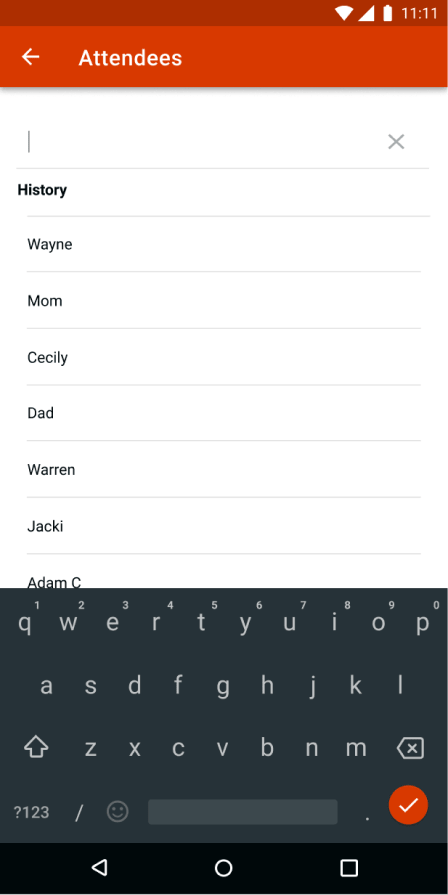 11:11
Attendees
History
Wayne
Mom
Cecily
Dad
Warren
Jacki
Adam C
1 2 3 4 5 6 7 8 9 0
q w e r t y u i o p
a s d f g h j k l
z x c v b n m
?123 / .